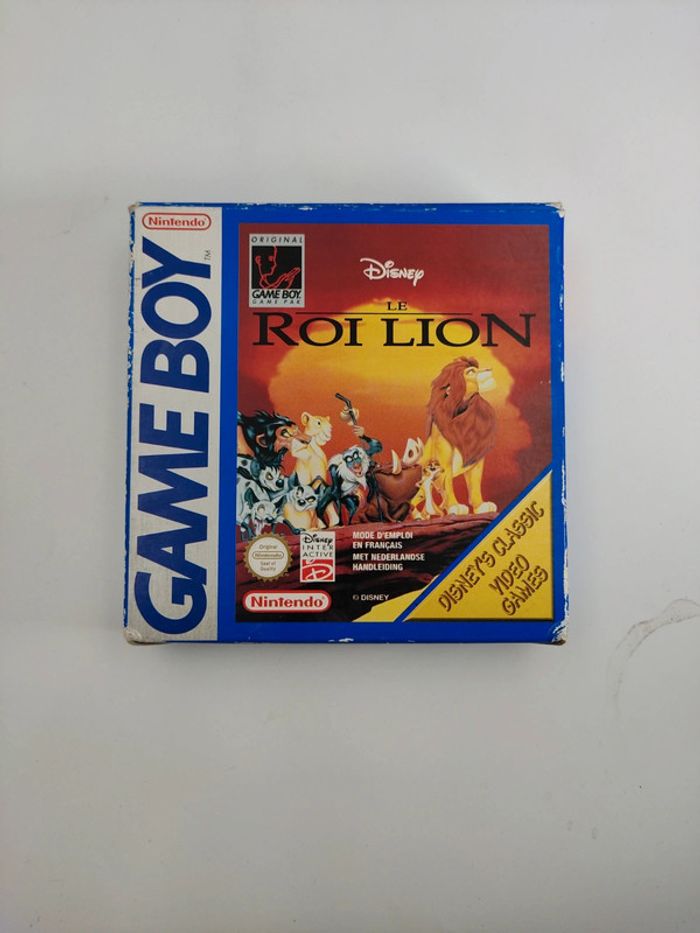 Nintendo
GAME BOY
TM
ORIGINAL
GAME BOY
GAME PAK
Disney
LE
ROI LION
Original
Nintendo
Seal of
Quality
Disney
INTER
ACTIVE
MODE D'EMPLOI
EN FRANÇAIS
MET NEDERLANDSE
HANDLEIDING
Nintendo
© DISNEY
DISNEY'S CLASSIC
VIDEO
GAMES